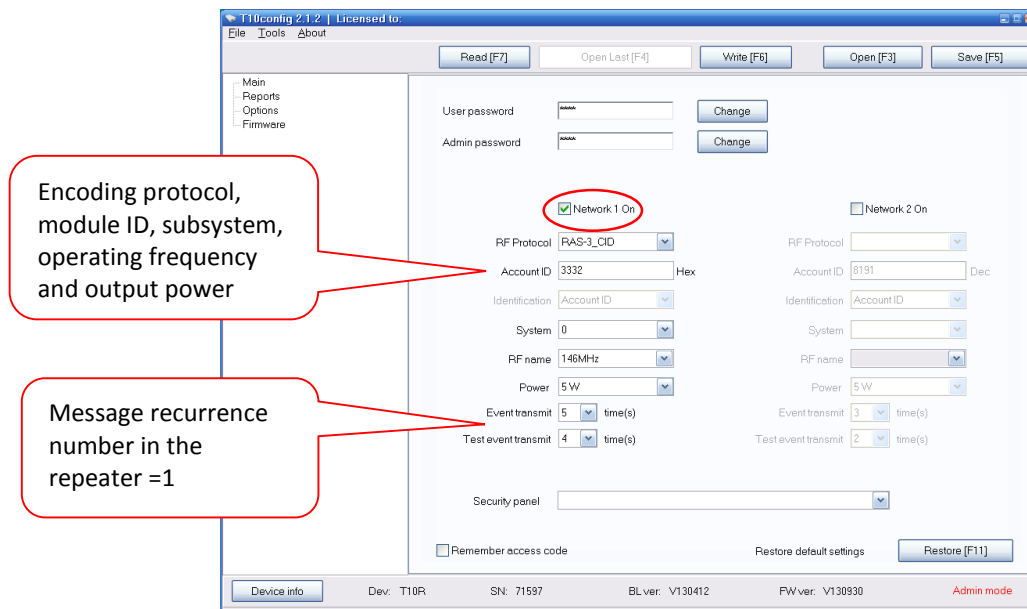 T10config 2.1.2 | Licensed to:
File Tools About
Read [F7] Open Last [F4] Write [F6] Open [F3] Save [F5]
Main
Reports
Options
Firmware
User password **** Change
Admin password **** Change
Encoding protocol,
module ID, subsystem,
operating frequency
and output power
Network 1 On Network 2 On
RF Protocol RAS-3_CID RF Protocol
Account ID 3332 Hex Account ID 8191 Dec
Identification Account ID Identification Account ID
System 0 System
RF name 146MHz RF name
Power 5 W Power 5 W
Event transmit 5 time(s) Event transmit 3 time(s)
Test event transmit 4 time(s) Test event transmit 2 time(s)
Message recurrence
number in the
repeater =1
Security panel
Remember access code Restore default settings Restore [F11]
Device info Dev: T10R SN: 71597 BL ver: V130412 FW ver: V130930 Admin mode